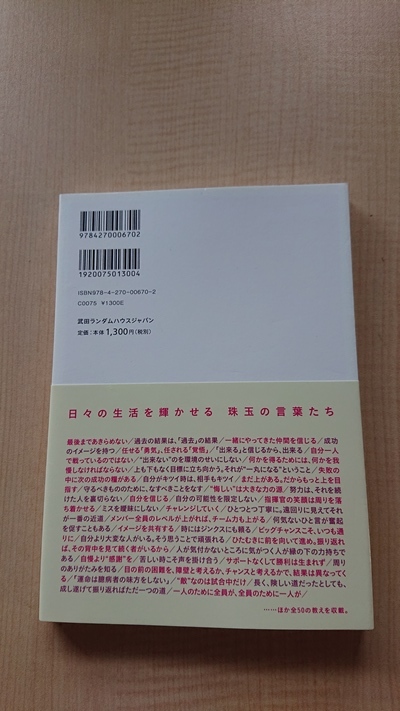 9784270006702
1920075013004
ISBN978-4-270-00670-2
C0075 ¥1300E
武田ランダムハウスジャパン
定価:本体1,300円(税別)
日々の生活を輝かせる 珠玉の言葉たち
最後まであきらめない/過去の結果は、「過去」の結果/一緒にやってきた仲間を信じる/成功
のイメージを持つ/任せる「勇気」、任される「覚悟」/「出来る」と信じるから、出来る/自分一人
で戦っているのではない/"出来ない"のを環境のせいにしない/何かを得るためには、何かを我
慢しなければならない/上も下もなく目標に立ち向かう。それが"一丸になる"ということ/失敗の
中に次の成功の種がある/自分がキツイ時は、相手もキツイ/まだ上がある。だからもっと上を目
指す/守るべきもののために、なすべきことをなす/"悔しい"は大きな力の源/努力は、それを続
けた人を裏切らない/自分を信じる/自分の可能性を限定しない/指揮官の笑顔は周りを落
ち着かせる/ミスを曖昧にしない/チャレンジしていく/ひとつひとつ丁寧に。遠回りに見えてそれ
が一番の近道/メンバー全員のレベルが上がれば、チーム力も上がる/何気ないひと言が奮起
を促すこともある/イメージを共有する/時にはジンクスにも頼る/ビッグチャンスこそ、いつも通
りに/自分より大変な人がいる。そう思うことで頑張れる/ひたむきに前を向いて進め。振り返れ
ば、その背中を見て続く者がいるから/人が気付かないところに気がつく人が縁の下の力持ちで
ある/自慢より"感謝"を/苦しい時こそ声を掛け合う/サポートなくして勝利は生まれず/周り
のありがたみを知る/目の前の困難を、障壁と考えるか、チャンスと考えるかで、結果は異なってく
る/「運命は臆病者の味方をしない」/"敵"なのは試合中だけ/長く、険しい道だったとしても、
成し遂げて振り返ればただ一つの道/一人のために全員が、全員のために一人が/
……ほか全50の教えを収載。